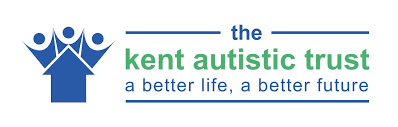 the
kent autistic trust
a better life, a better future